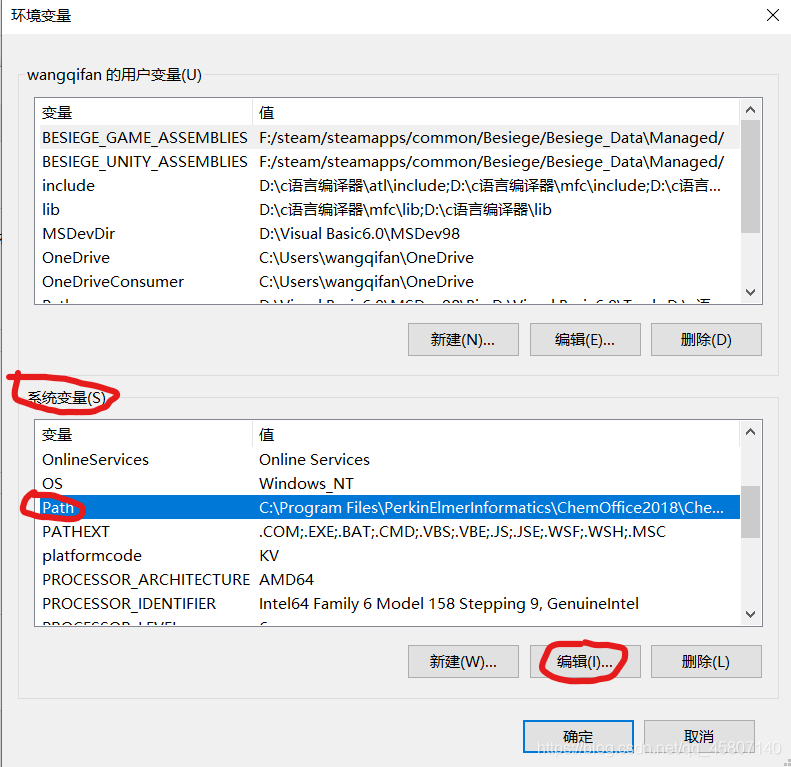 环境变量
wangqifan 的用户变量(U)
变量 值
BESIEGE_GAME_ASSEMBLIES F:/steam/steamapps/common/Besiege/Besiege_Data\Managed/
BESIEGE_UNITY_ASSEMBLIES F:/steam/steamapps/common/Besiege/Besiege_Data\Managed/
include D:\c语言编译器\atl\include;D:\c语言编译器\mfc\include;D:\c语言...
lib D:\c语言编译器\mfc\lib;D:\c语言编译器\lib
MSDevDir D:\Visual Basic6.0\MSDev98
OneDrive C:\Users\wangqifan\OneDrive
OneDriveConsumer C:\Users\wangqifan\OneDrive
新建(N)... 编辑(E)... 删除(D)
系统变量(S)
变量 值
OnlineServices Online Services
OS Windows_NT
Path C:\Program Files\PerkinElmerInformatics\ChemOffice2018\Che...
PATHEXT .COM;.EXE;.BAT;.CMD;.VBS;.VBE;.JS;.JSE;.WSF;.WSH;.MSC
platformcode KV
PROCESSOR_ARCHITECTURE AMD64
PROCESSOR_IDENTIFIER Intel64 Family 6 Model 158 Stepping 9, GenuineIntel
新建(W)... 编辑(I)... 删除(L)
确定 取消
https://blog.csdn.net/qq_45807140